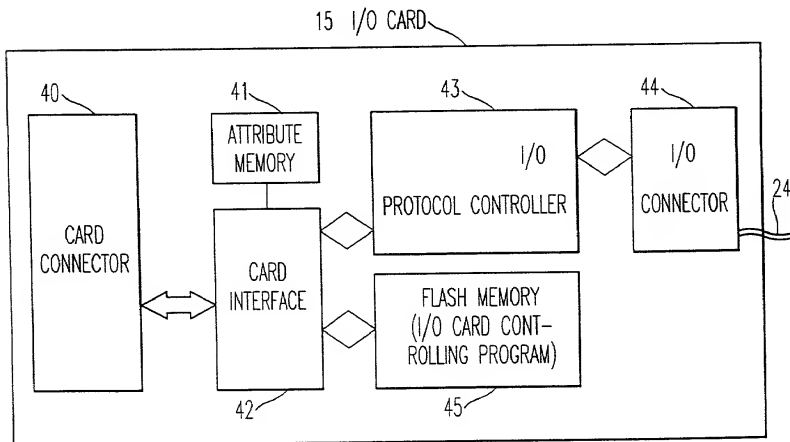 15 I/O CARD
40
41
43
44
ATTRIBUTE
MEMORY
I/O
PROTOCOL CONTROLLER
I/O
CONNECTOR
24
CARD
CONNECTOR
CARD
INTERFACE
FLASH MEMORY
(I/O CARD CONT-
ROLLING PROGRAM)
42
45